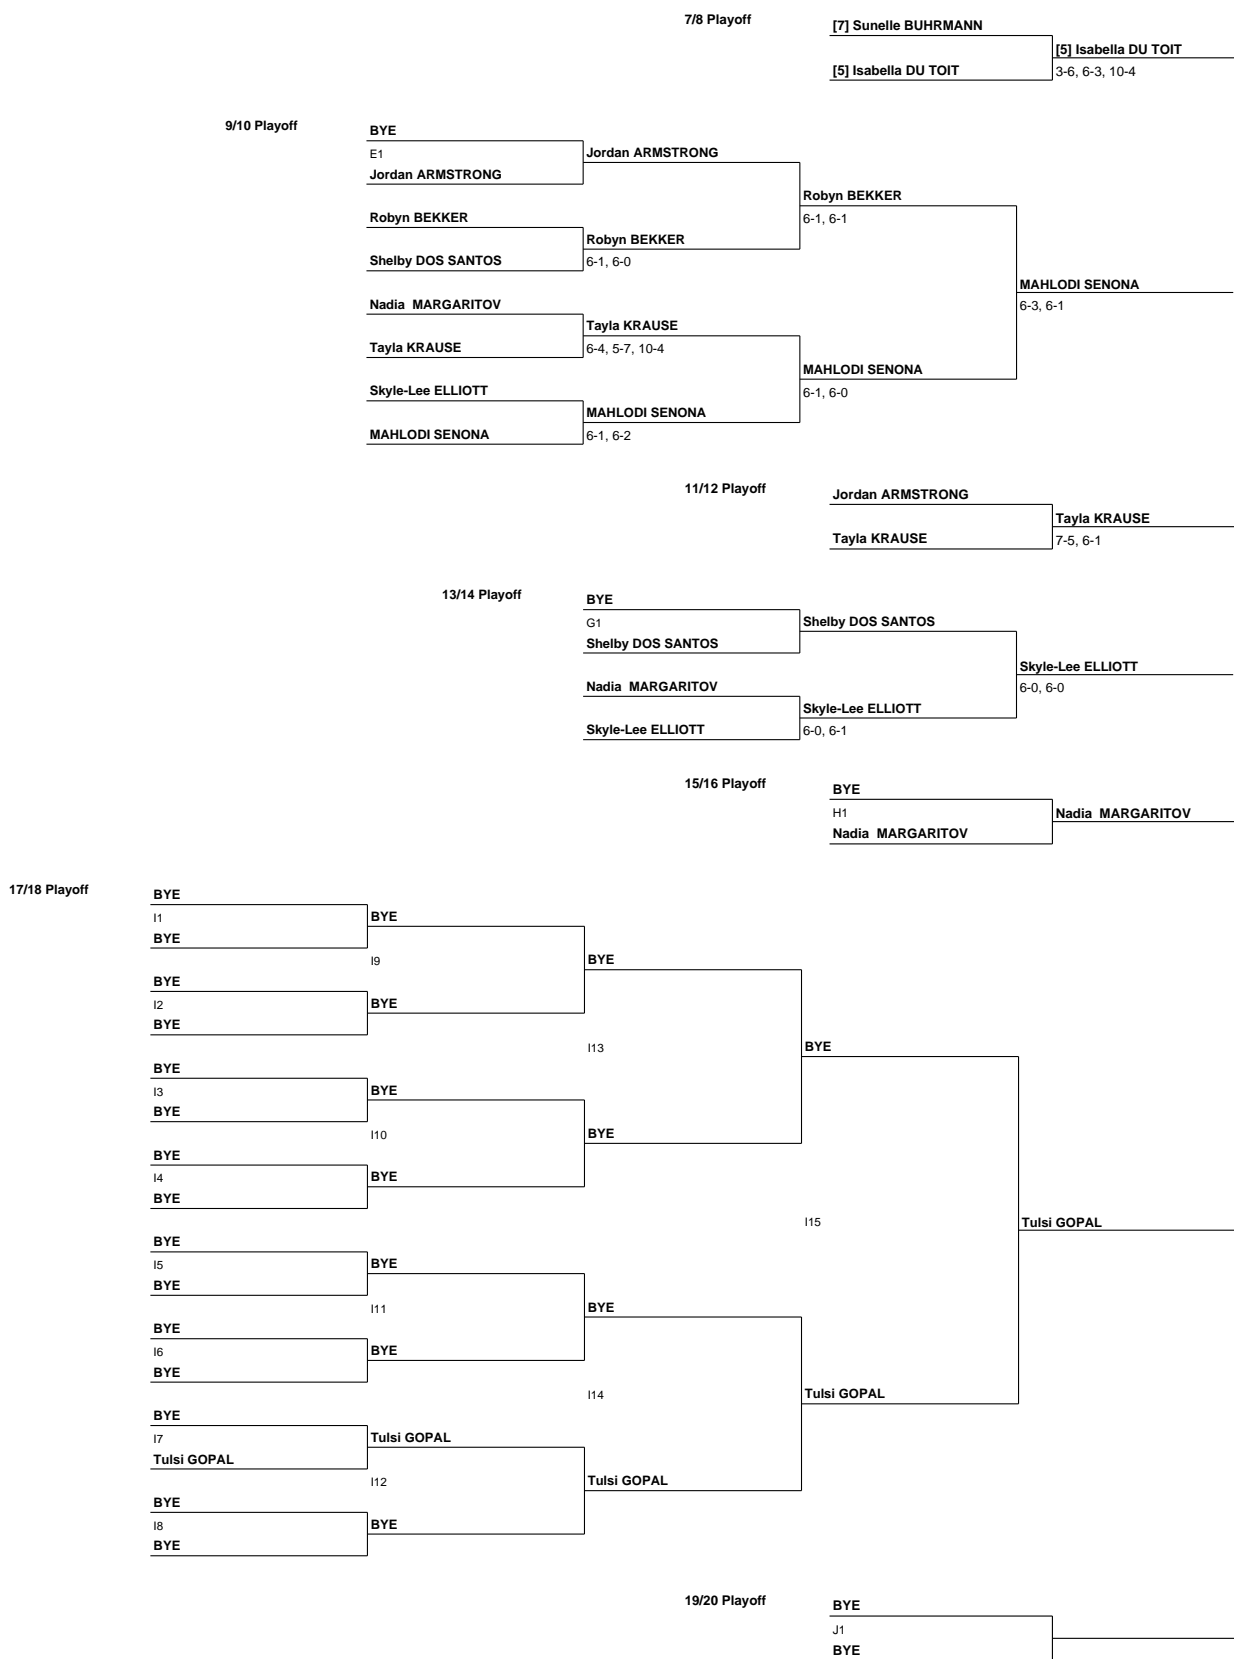 7/8 Playoff
[7] Sunelle BUHRMANN
[5] Isabella DU TOIT
[5] Isabella DU TOIT
3-6, 6-3, 10-4
9/10 Playoff
BYE
E1
Jordan ARMSTRONG
Jordan ARMSTRONG
Robyn BEKKER
6-1, 6-1
Robyn BEKKER
Robyn BEKKER
Shelby DOS SANTOS
6-1, 6-0
MAHLODI SENONA
6-3, 6-1
Nadia MARGARITOV
Tayla KRAUSE
Tayla KRAUSE
6-4, 5-7, 10-4
MAHLODI SENONA
6-1, 6-0
Skyle-Lee ELLIOTT
MAHLODI SENONA
MAHLODI SENONA
6-1, 6-2
11/12 Playoff
Jordan ARMSTRONG
Tayla KRAUSE
Tayla KRAUSE
7-5, 6-1
13/14 Playoff
BYE
G1
Shelby DOS SANTOS
Shelby DOS SANTOS
Skyle-Lee ELLIOTT
6-0, 6-0
Nadia MARGARITOV
Skyle-Lee ELLIOTT
Skyle-Lee ELLIOTT
6-0, 6-1
15/16 Playoff
BYE
H1
Nadia MARGARITOV
Nadia MARGARITOV
17/18 Playoff
BYE
I1
BYE
BYE
I9
BYE
BYE
I2
BYE
BYE
I13
BYE
BYE
I3
BYE
BYE
I10
BYE
BYE
I4
BYE
BYE
I15
Tulsi GOPAL
BYE
I5
BYE
BYE
I11
BYE
BYE
I6
BYE
BYE
I14
Tulsi GOPAL
BYE
I7
Tulsi GOPAL
Tulsi GOPAL
I12
Tulsi GOPAL
BYE
I8
BYE
BYE
19/20 Playoff
BYE
J1
BYE